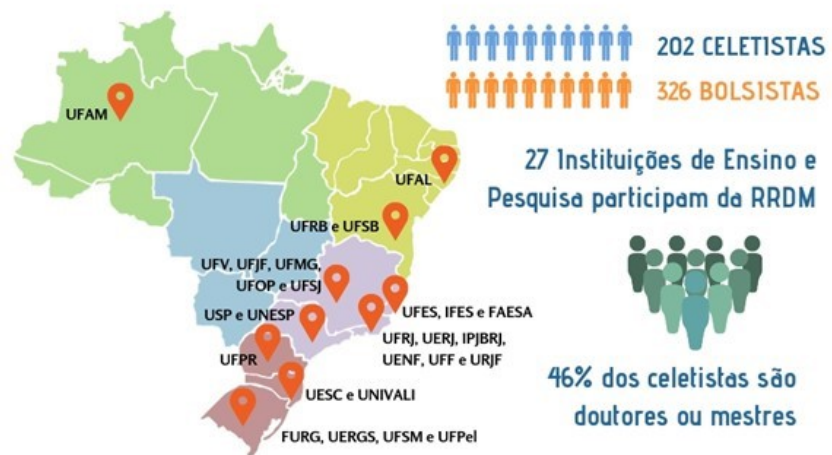 202 CELETISTAS
326 BOLSISTAS
27 Instituições de Ensino e
Pesquisa participam da RRDM
46% dos celetistas são
doutores ou mestres
UFAM
UFAL
UFRB e UFSB
UFV, UFJF, UFMG,
UFOP e UFSJ
USP e UNESP
UFES, IFES e FAESA
UFRJ, UERJ, IPJBRJ,
UENF, UFF e URJF
UFPR
UESC e UNIVALI
FURG, UERGS, UFSM e UFPel